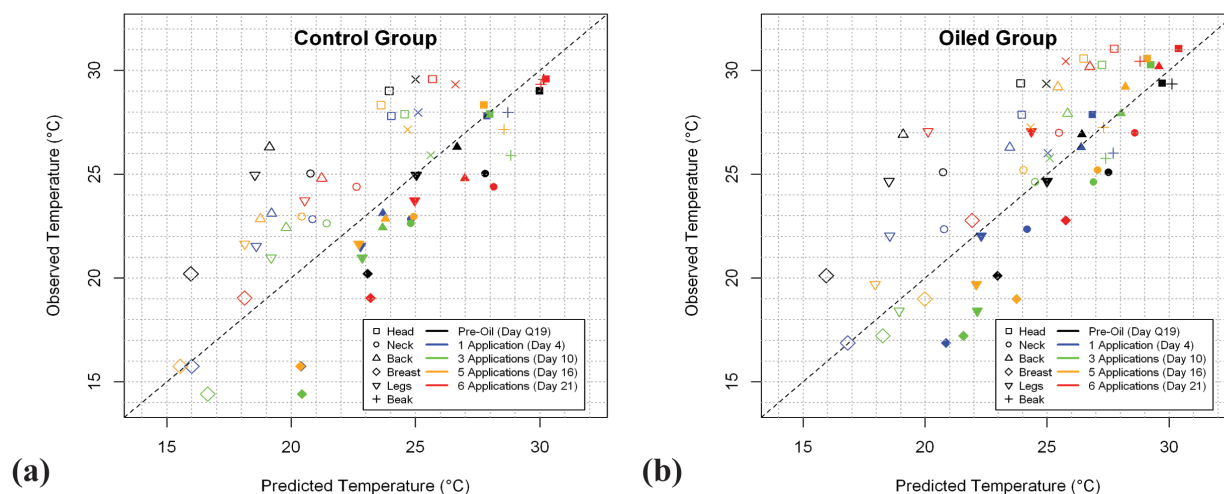 Control Group
30
25
20
15
Observed Temperature (°C)
Head
Neck
Back
Breast
Legs
Beak
Pre-Oil (Day Q19)
1 Application (Day 4)
3 Applications (Day 10)
5 Applications (Day 16)
6 Applications (Day 21)
15 20 25 30
Predicted Temperature (°C)
(a)
Oiled Group
30
25
20
15
Observed Temperature (°C)
Head
Neck
Back
Breast
Legs
Beak
Pre-Oil (Day Q19)
1 Application (Day 4)
3 Applications (Day 10)
5 Applications (Day 16)
6 Applications (Day 21)
15 20 25 30
Predicted Temperature (°C)
(b)